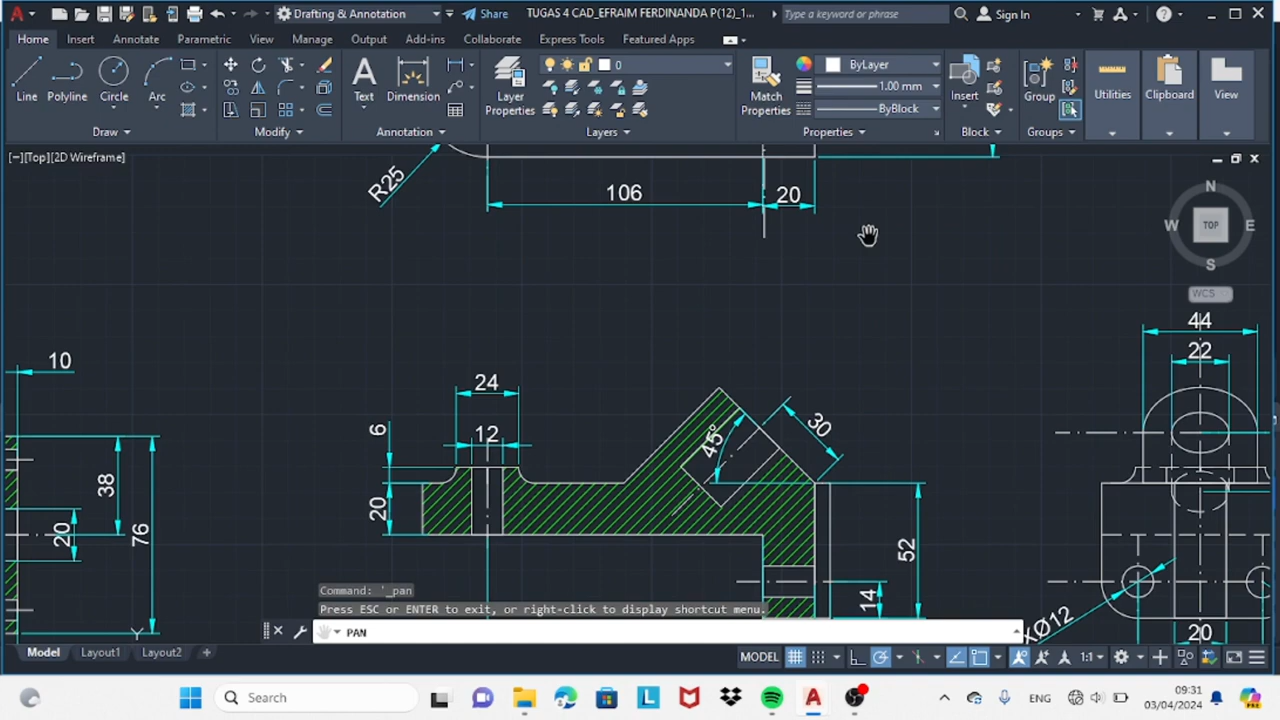 Drafting & Annotation
Share
TUGAS 4 CAD_EFRAIM FERDINANDA P(12)_1...
Type a keyword or phrase
Sign In
Home Insert Annotate Parametric View Manage Output Add-ins Collaborate Express Tools Featured Apps
Line Polyline Circle Arc
Text Dimension
Layer Properties
0
Match Properties
ByLayer
1.00 mm
ByBlock
Insert
Group
Utilities
Clipboard
View
Draw Modify Annotation Layers Properties Block Groups
[−][Top][2D Wireframe]
N
W TOP E
S
WCS
R25
106
20
10
38
76
20
24
12
6
20
45°
30
52
14
44
22
XØ12
20
Y
Command: '_pan
Press ESC or ENTER to exit, or right-click to display shortcut menu.
PAN
Model Layout1 Layout2 +
MODEL
1:1
Search
ENG
09:31
03/04/2024